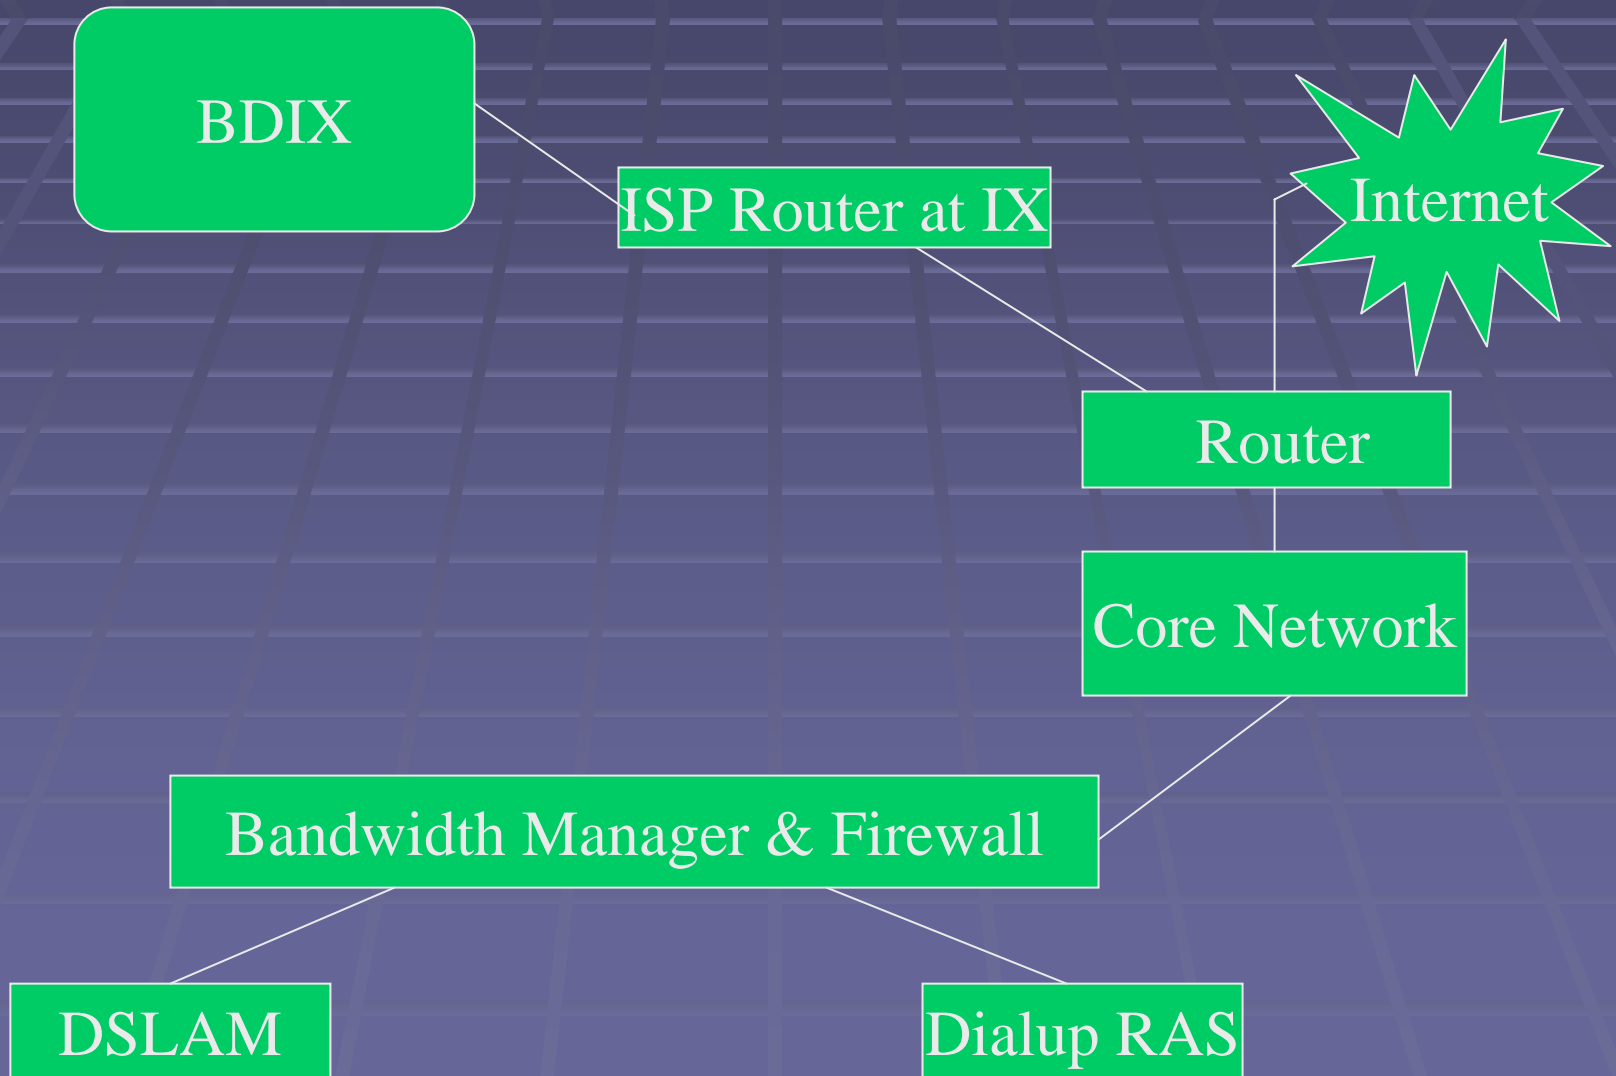 BDIX
ISP Router at IX
Internet
Router
Core Network
Bandwidth Manager & Firewall
DSLAM
Dialup RAS